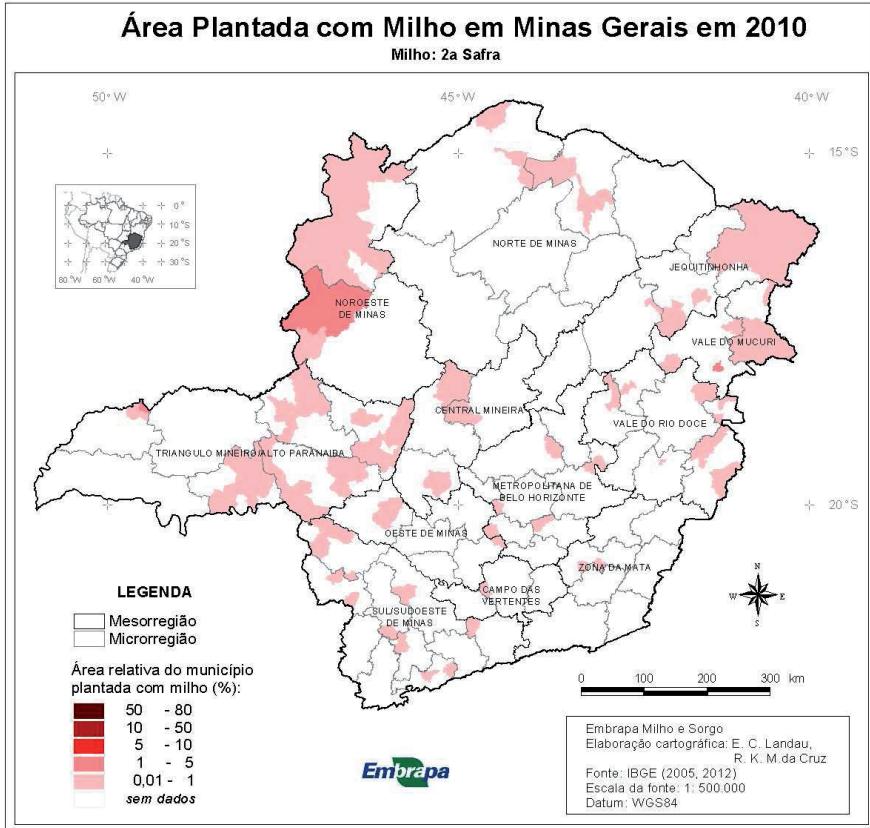 Área Plantada com Milho em Minas Gerais em 2010
Milho: 2a Safra
50° W
45° W
40° W
15°S
20°S
0°
10°S
20°S
30°S
80°W 60°W 40°W
NORTE DE MINAS
JEQUITINHONHA
NOROESTE
DE MINAS
VALE DO MUCURI
CENTRAL MINEIRA
VALE DO RIO DOCE
TRIANGULO MINEIRO/ALTO PARANAIBA
METROPOLITANA DE
BELO HORIZONTE
OESTE DE MINAS
ZONA DA MATA
CAMPO DAS
VERTENTES
SUL/SUDOESTE
DE MINAS
N
W E
S
LEGENDA
Mesorregião
Microrregião
Área relativa do município
plantada com milho (%):
50 - 80
10 - 50
5 - 10
1 - 5
0,01 - 1
sem dados
0 100 200 300 km
Embrapa
Embrapa Milho e Sorgo
Elaboração cartográfica: E. C. Landau,
R. K. M.da Cruz
Fonte: IBGE (2005, 2012)
Escala da fonte: 1: 500.000
Datum: WGS84